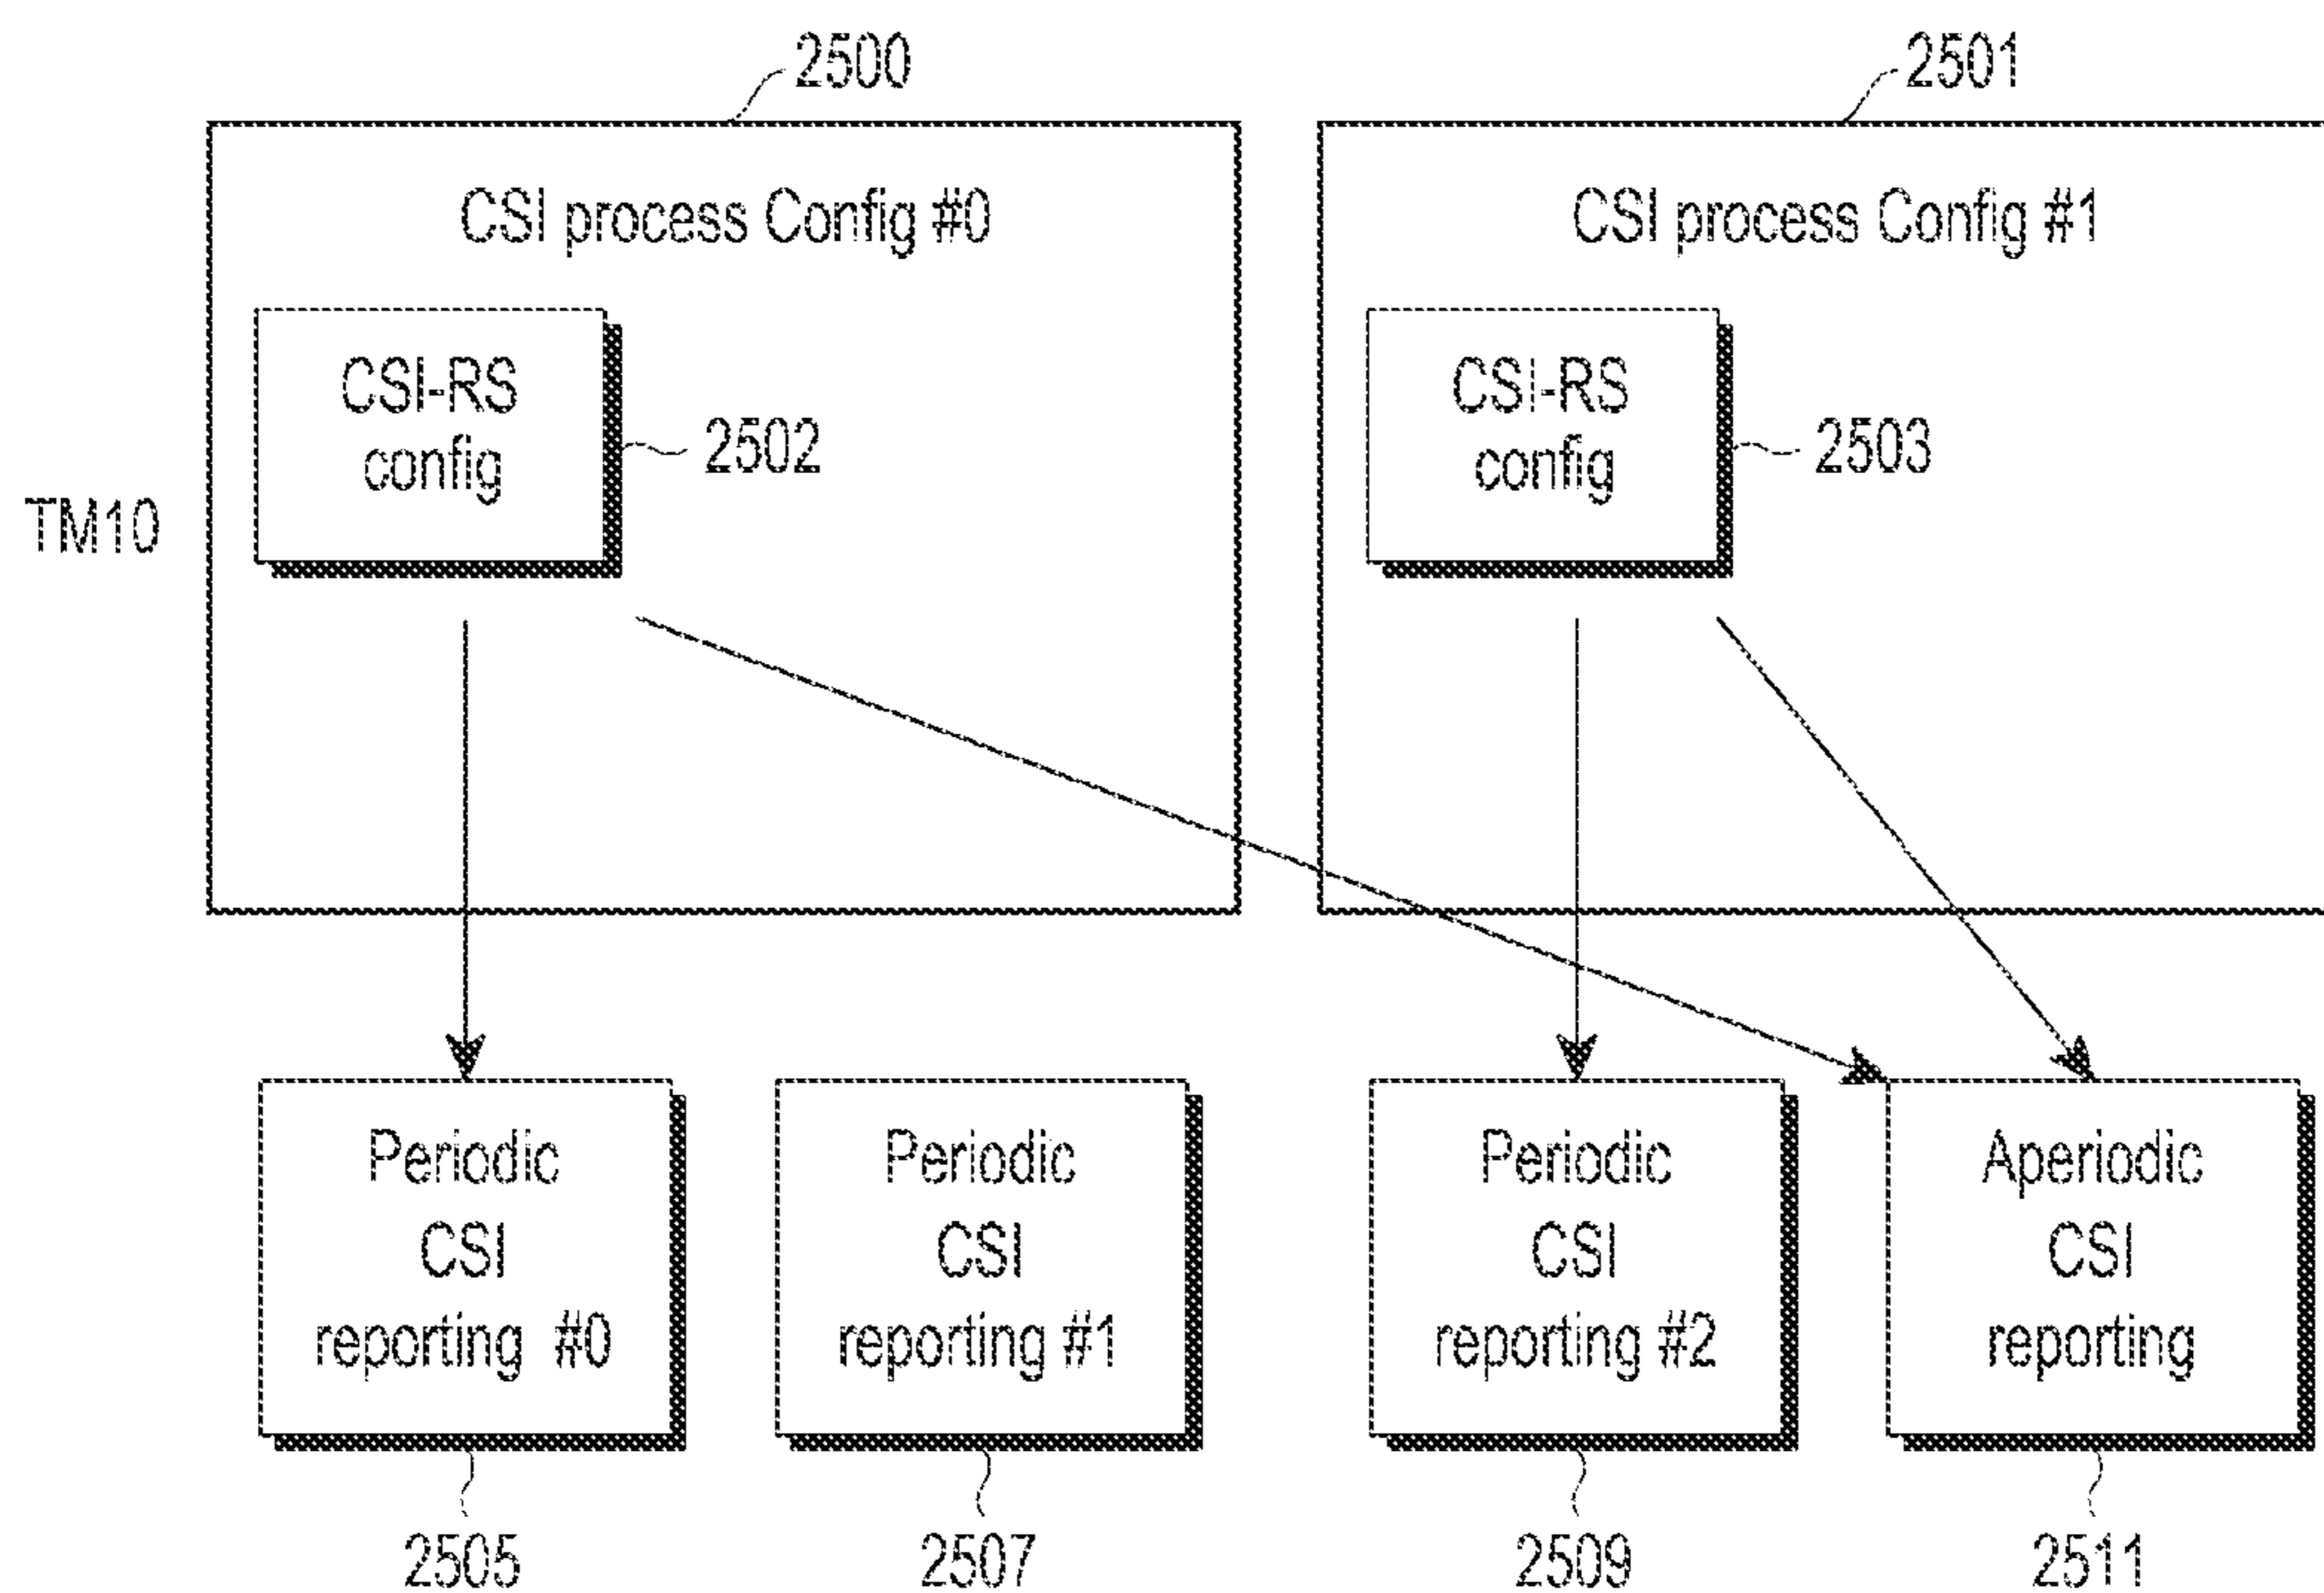 2500
2501
CSI process Config #0
CSI process Config #1
CSI-RS
config
2502
CSI-RS
config
2503
TM10
Periodic
CSI
reporting #0
Periodic
CSI
reporting #1
Periodic
CSI
reporting #2
Aperiodic
CSI
reporting
2505
2507
2509
2511